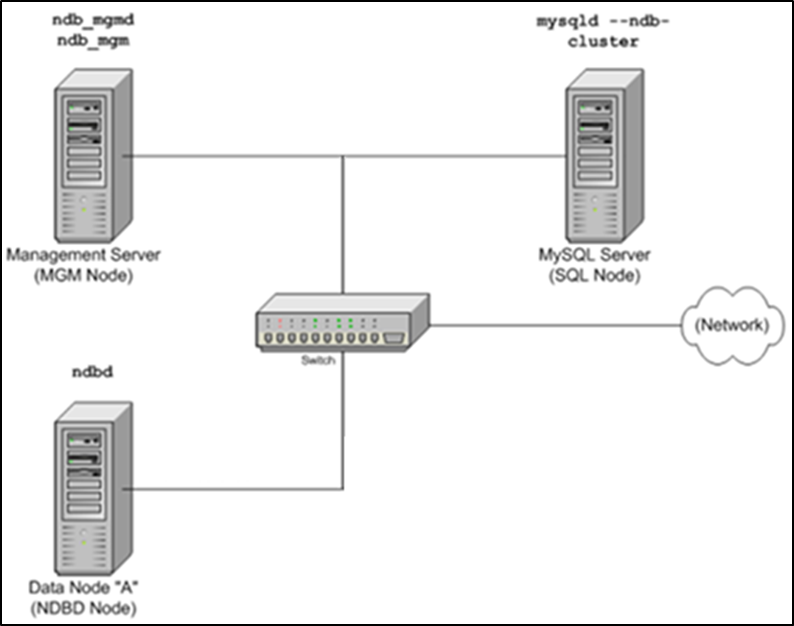 ndb_mgmd
ndb_mgm
mysqld --ndb-
cluster
Management Server
(MGM Node)
MySQL Server
(SQL Node)
(Network)
Switch
ndbd
Data Node "A"
(NDBD Node)